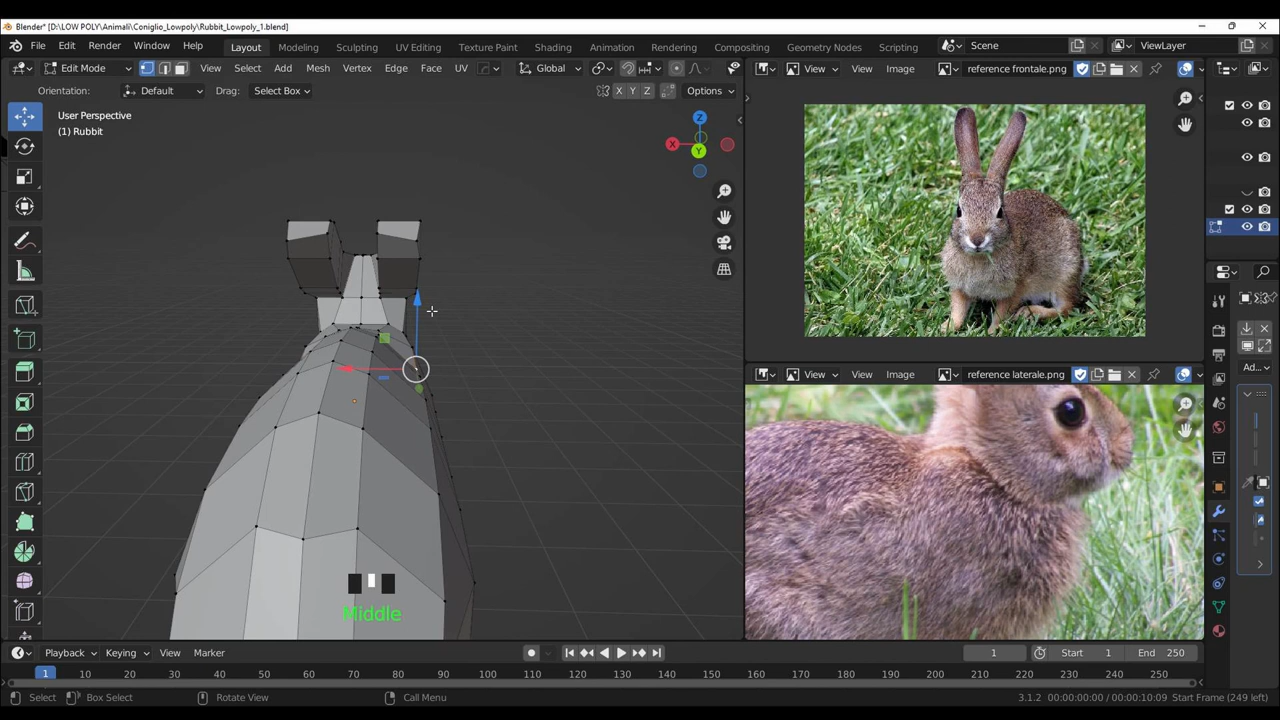 Blender* [D:\LOW POLY\Animali\Coniglio_Lowpoly\Rubbit_Lowpoly_1.blend]
File Edit Render Window Help Layout Modeling Sculpting UV Editing Texture Paint Shading Animation Rendering Compositing Geometry Nodes Scripting Scene ViewLayer
Edit Mode View Select Add Mesh Vertex Edge Face UV Global View View Image reference frontale.png
Orientation: Default Drag: Select Box X Y Z Options
User Perspective
(1) Rubbit
Z
X
Y
View View Image reference laterale.png
Ad...
Middle
Playback Keying View Marker 1 Start 1 End 250
1 10 20 30 40 50 60 70 80 90 100 110 120 130 140 150 160 170 180 190 200 210 220 230 240 250
Select Box Select Rotate View Call Menu 3.1.2 00:00:00:00 / 00:00:10:09 Start Frame (249 left)